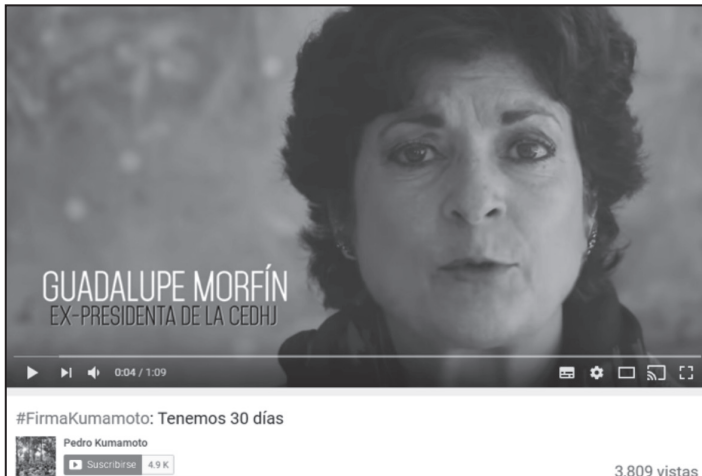 GUADALUPE MORFÍN
EX-PRESIDENTA DE LA CEDHJ
0:04 / 1:09
#FirmaKumamoto: Tenemos 30 días
Pedro Kumamoto
Suscribirse 4.9 K
3,809 vistas